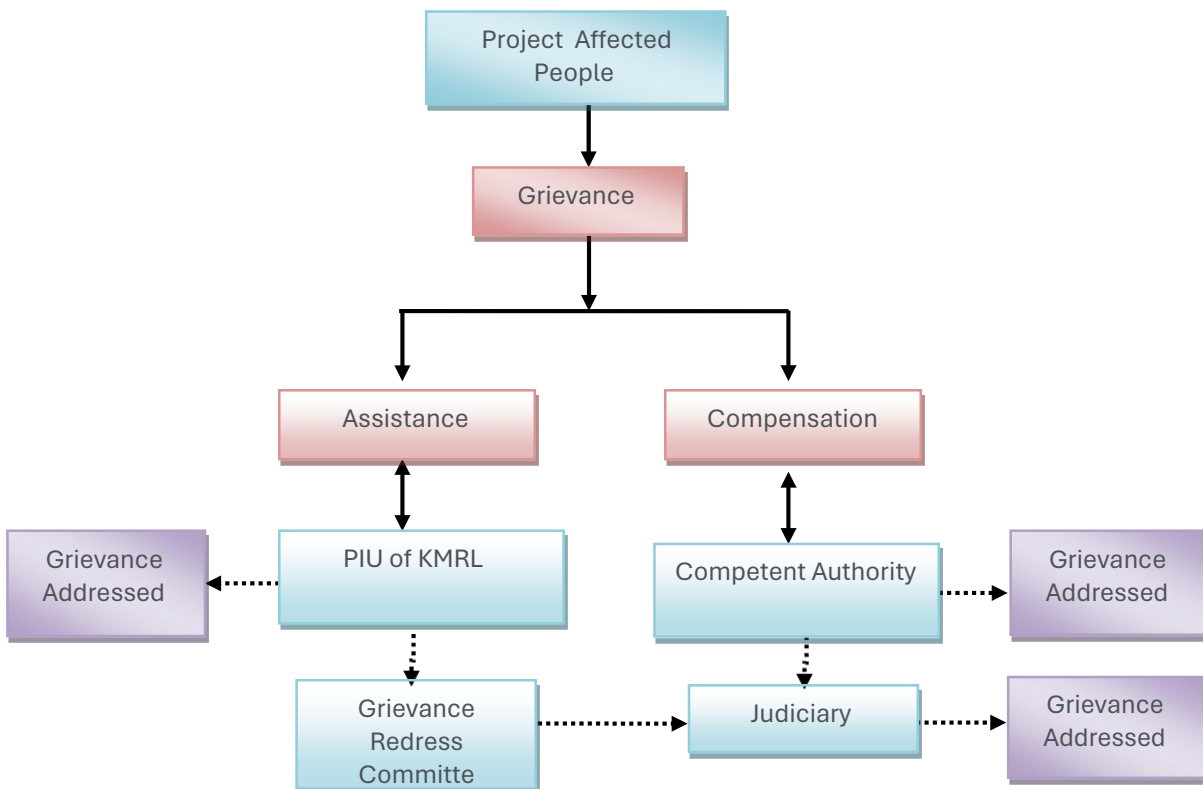 Project Affected
People
Grievance
Assistance
Compensation
Grievance
Addressed
PIU of KMRL
Competent Authority
Grievance
Addressed
Grievance
Redress
Committe
Judiciary
Grievance
Addressed